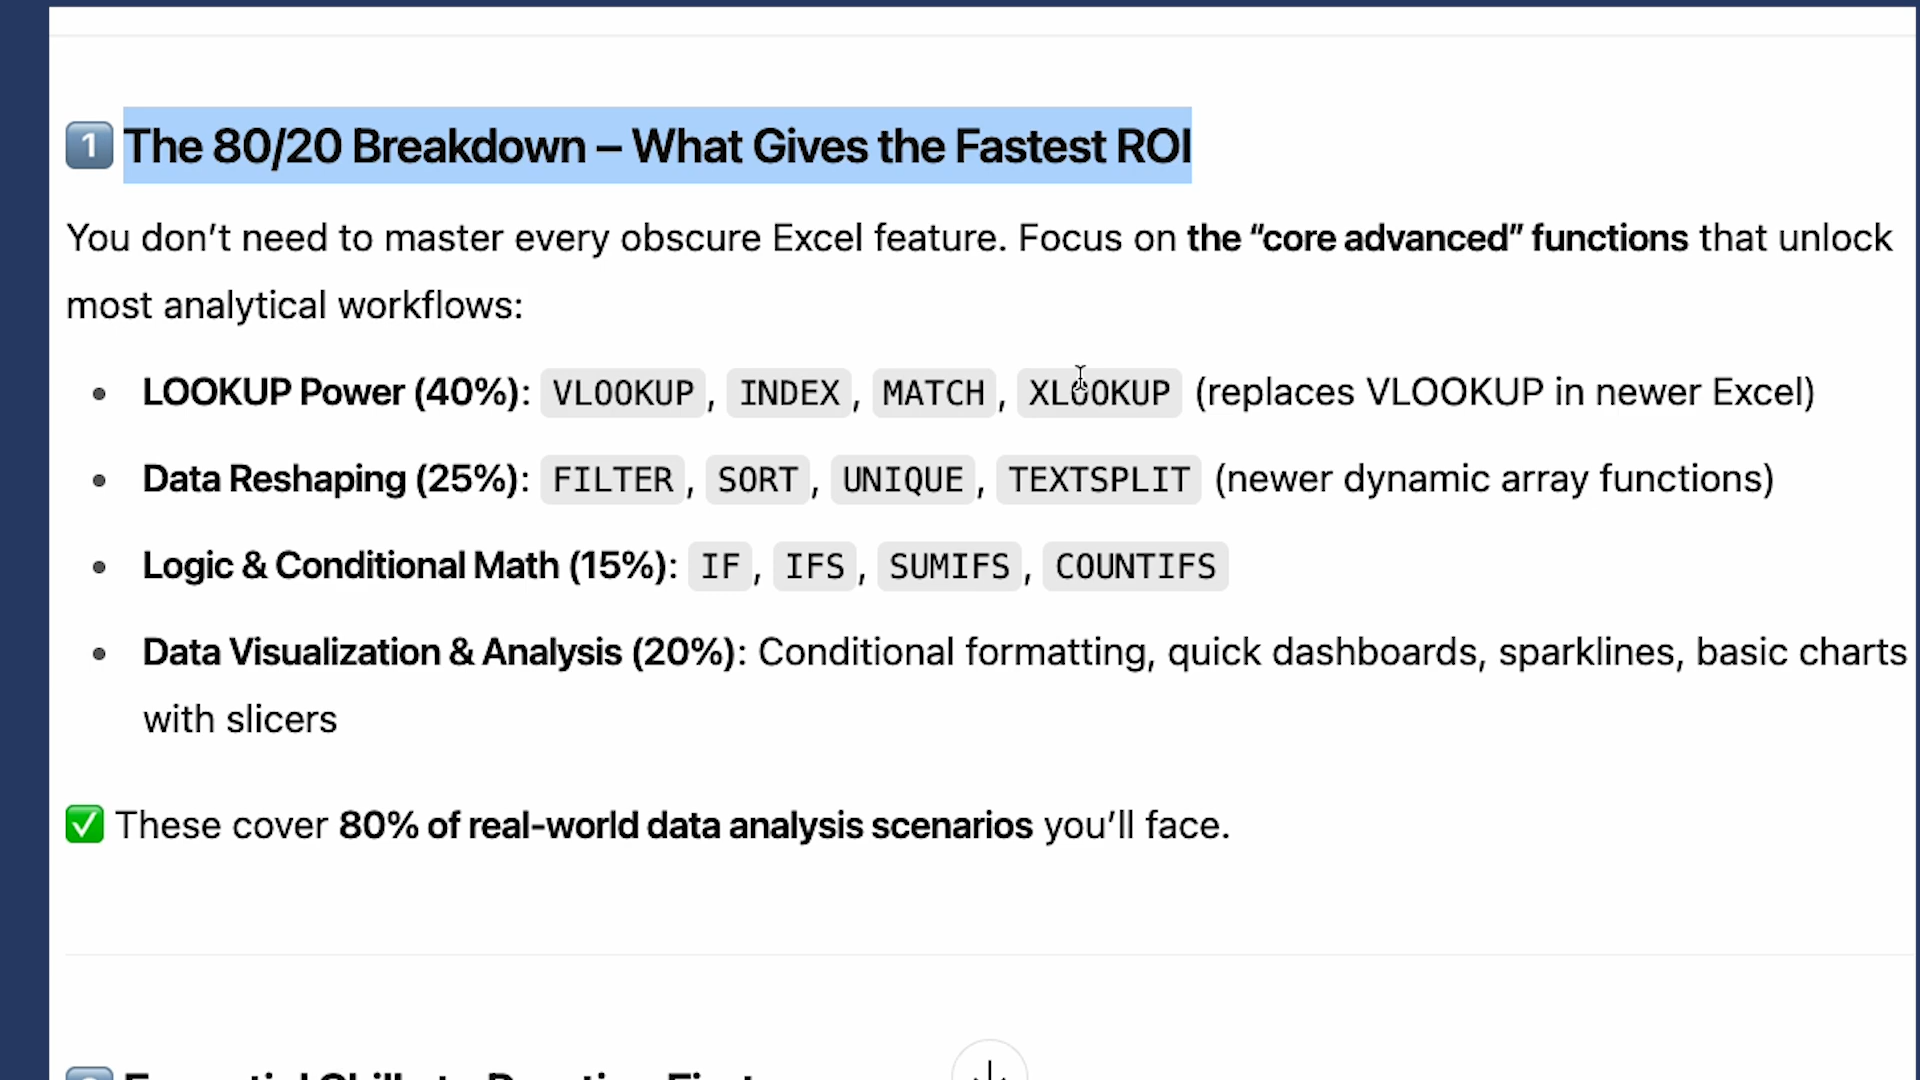 1 The 80/20 Breakdown – What Gives the Fastest ROI
You don’t need to master every obscure Excel feature. Focus on the “core advanced” functions that unlock
most analytical workflows:
• LOOKUP Power (40%): VLOOKUP, INDEX, MATCH, XLOOKUP (replaces VLOOKUP in newer Excel)
• Data Reshaping (25%): FILTER, SORT, UNIQUE, TEXTSPLIT (newer dynamic array functions)
• Logic & Conditional Math (15%): IF, IFS, SUMIFS, COUNTIFS
• Data Visualization & Analysis (20%): Conditional formatting, quick dashboards, sparklines, basic charts
with slicers
✅ These cover 80% of real-world data analysis scenarios you’ll face.